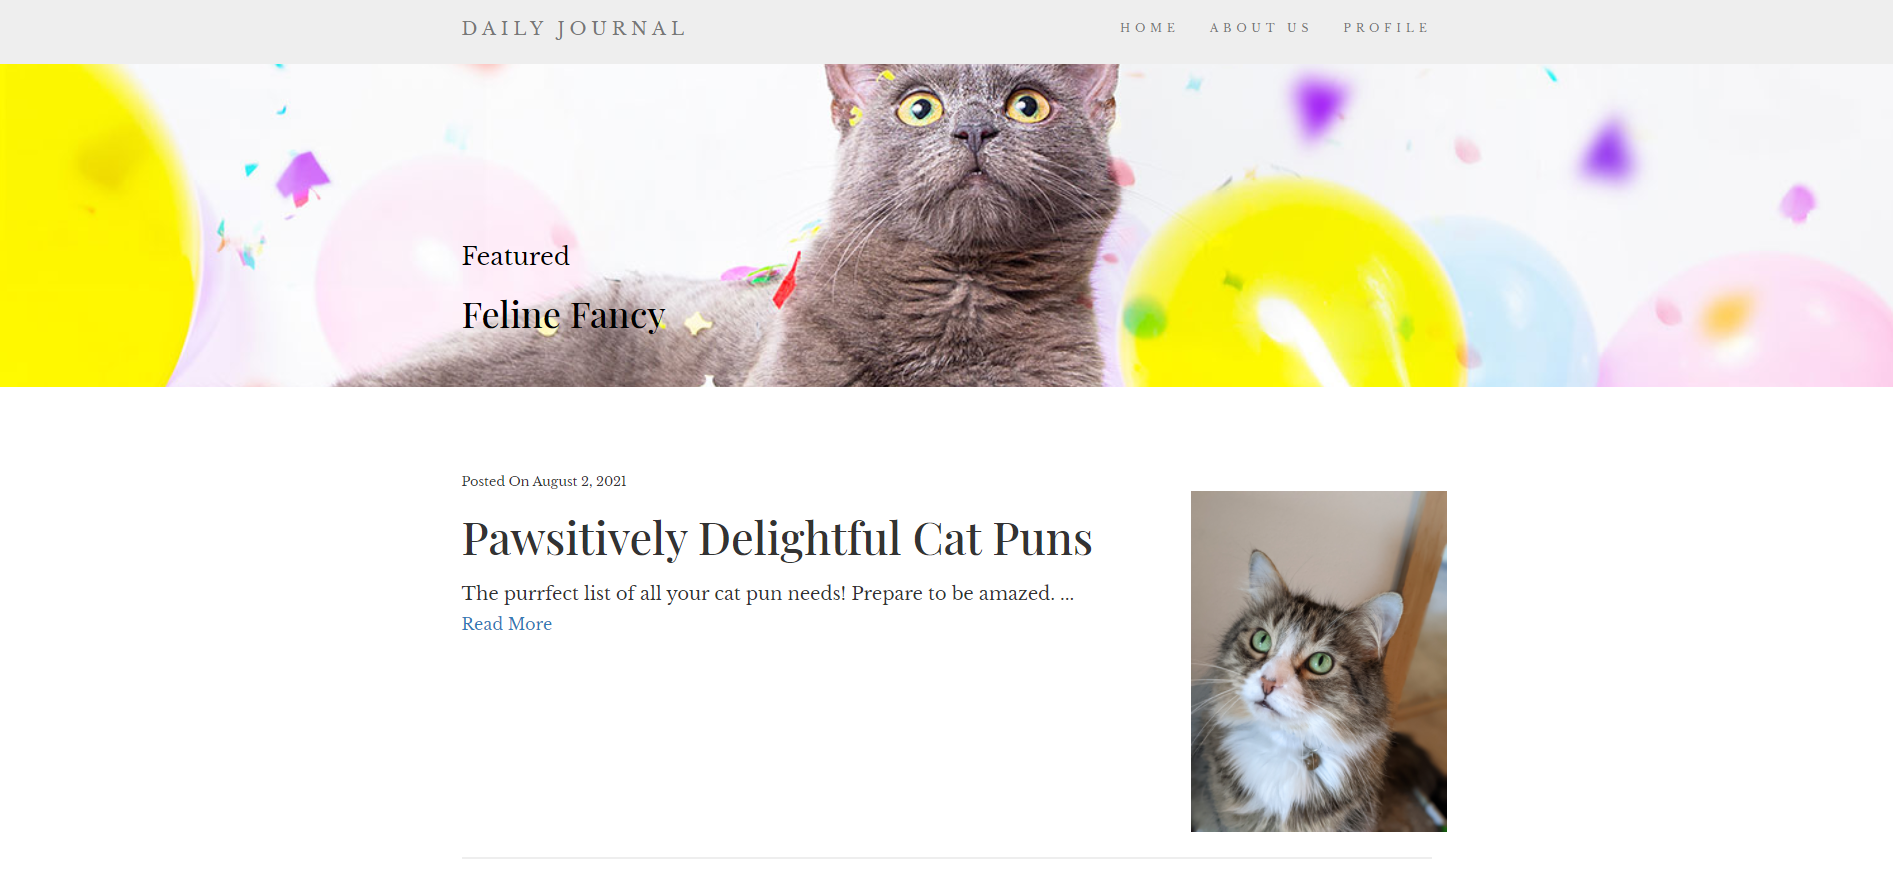 DAILY JOURNAL
HOME ABOUT US PROFILE
Featured
Feline Fancy
Posted On August 2, 2021
Pawsitively Delightful Cat Puns
The purrfect list of all your cat pun needs! Prepare to be amazed. ...
Read More